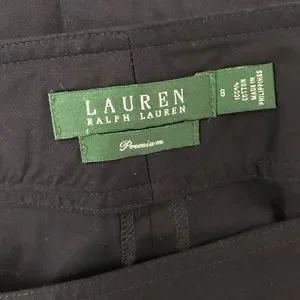 LAUREN
RALPH LAUREN
Premium
8
100%
COTTON
MADE IN
PHILIPPINES